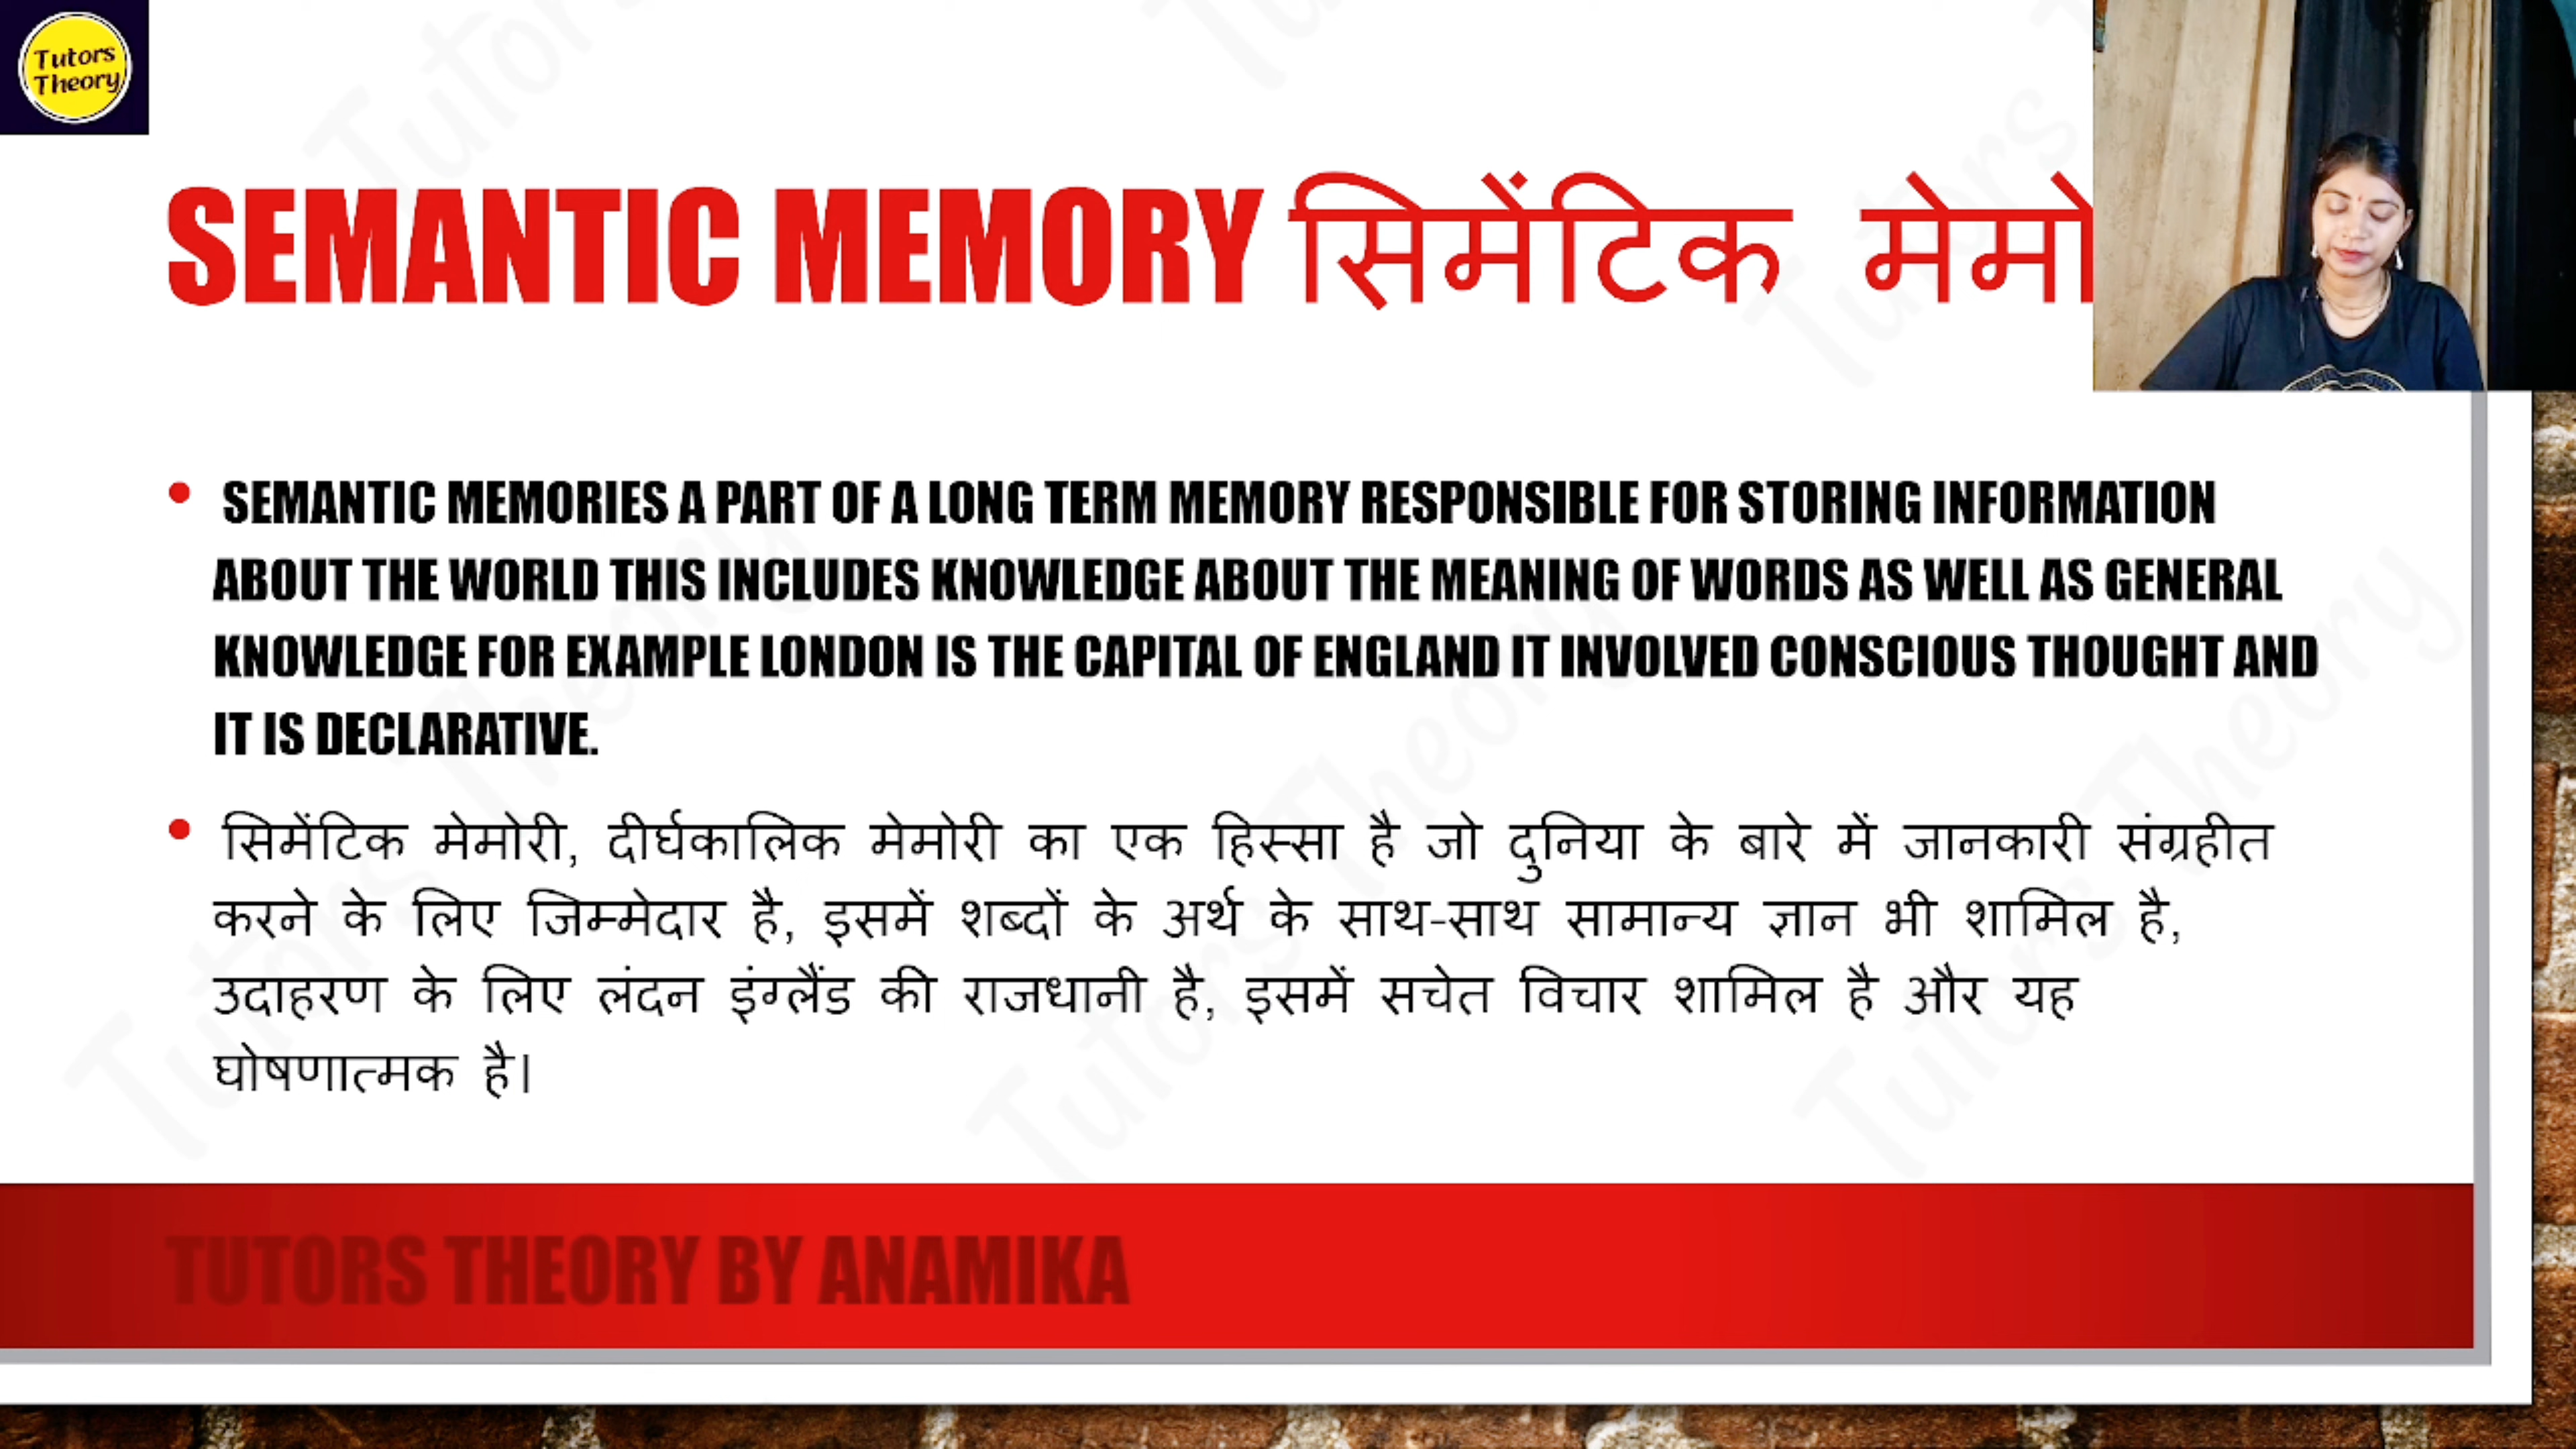 Tutors
Theory
SEMANTIC MEMORY सिमेंटिक मेमो
SEMANTIC MEMORIES A PART OF A LONG TERM MEMORY RESPONSIBLE FOR STORING INFORMATION
ABOUT THE WORLD THIS INCLUDES KNOWLEDGE ABOUT THE MEANING OF WORDS AS WELL AS GENERAL
KNOWLEDGE FOR EXAMPLE LONDON IS THE CAPITAL OF ENGLAND IT INVOLVED CONSCIOUS THOUGHT AND
IT IS DECLARATIVE.
सिमेंटिक मेमोरी, दीर्घकालिक मेमोरी का एक हिस्सा है जो दुनिया के बारे में जानकारी संग्रहीत
करने के लिए जिम्मेदार है, इसमें शब्दों के अर्थ के साथ-साथ सामान्य ज्ञान भी शामिल है,
उदाहरण के लिए लंदन इंग्लैंड की राजधानी है, इसमें सचेत विचार शामिल है और यह
घोषणात्मक है।
TUTORS THEORY BY ANAMIKA